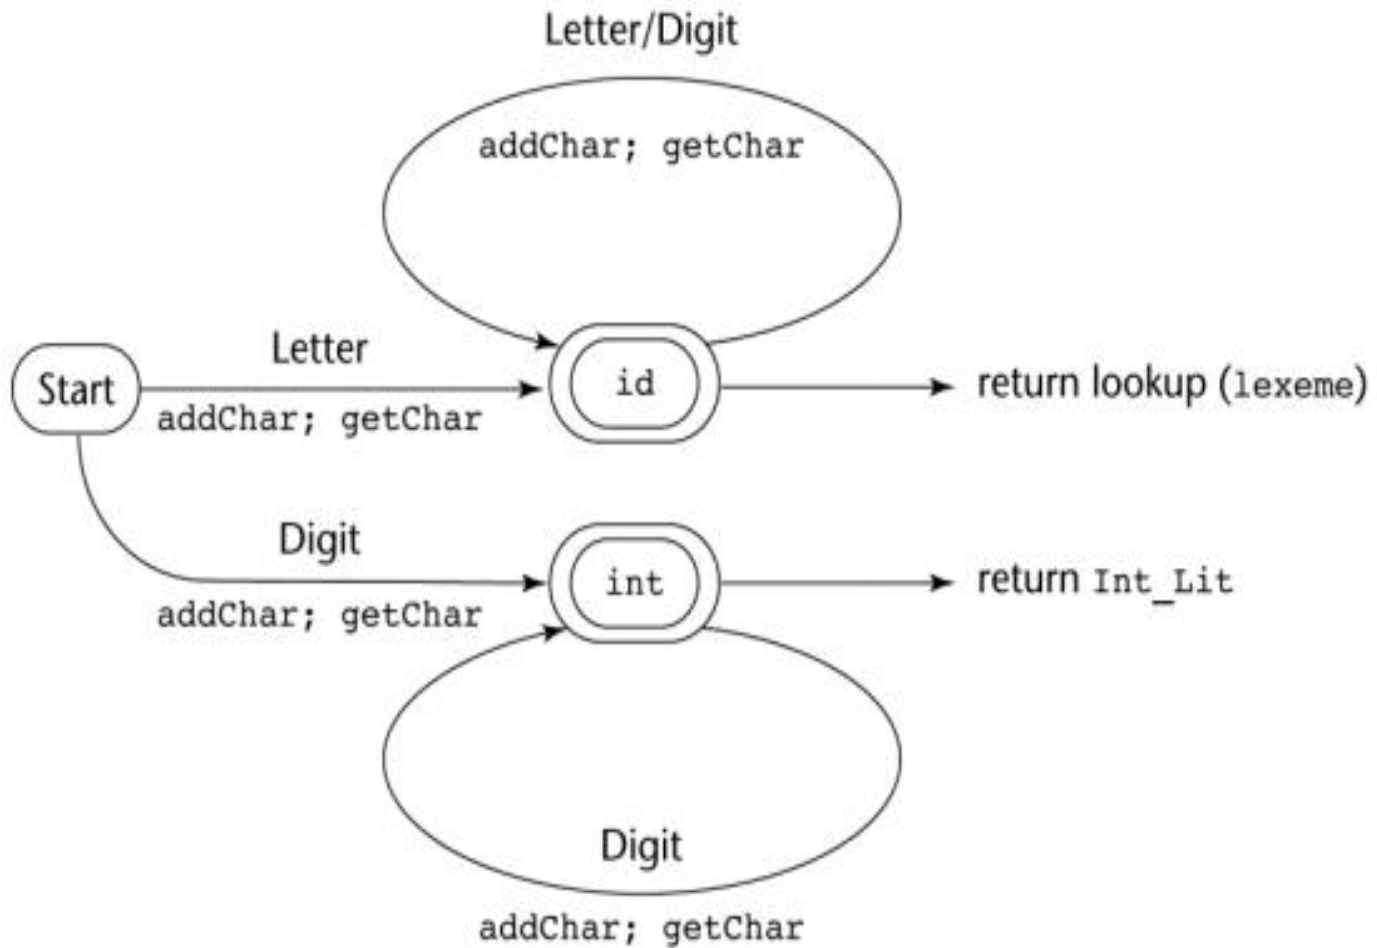 Letter/Digit
addChar; getChar
Letter
Start
id
return lookup (lexeme)
addChar; getChar
Digit
int
return Int_Lit
addChar; getChar
Digit
addChar; getChar